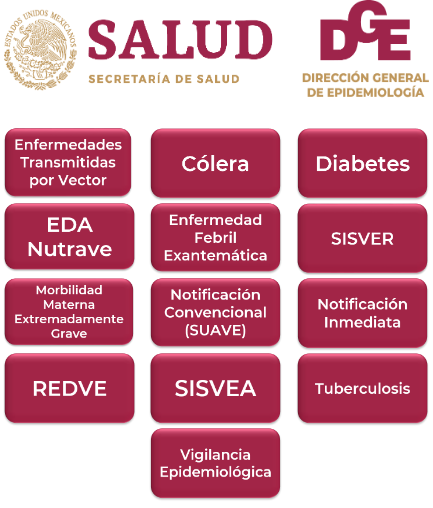 ESTADOS UNIDOS MEXICANOS
SALUD
SECRETARÍA DE SALUD
DGE
DIRECCIÓN GENERAL
DE EPIDEMIOLOGÍA
Enfermedades
Transmitidas
por Vector
Cólera
Diabetes
EDA
Nutrave
Enfermedad
Febril
Exantemática
SISVER
Morbilidad
Materna
Extremadamente
Grave
Notificación
Convencional
(SUAVE)
Notificación
Inmediata
REDVE
SISVEA
Tuberculosis
Vigilancia
Epidemiológica